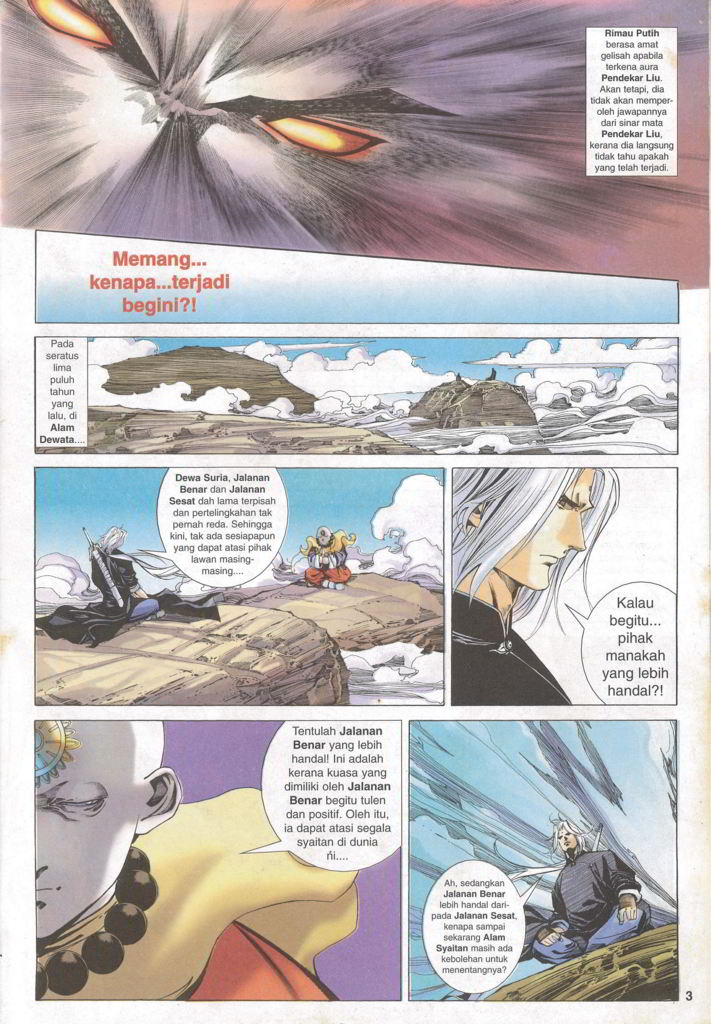 Rimau Putih
berasa amat
gelisah apabila
terkena aura
Pendekar Liu.
Akan tetapi, dia
tidak akan memper-
oleh jawapannya
dari sinar mata
Pendekar Liu,
kerana dia langsung
tidak tahu apakah
yang telah terjadi.
Memang...
kenapa...terjadi
begini?!
Pada
seratus
lima
puluh
tahun
yang
lalu, di
Alam
Dewata....
Dewa Suria, Jalanan
Benar dan Jalanan
Sesat dah lama terpisah
dan pertelingkahan tak
pernah reda. Sehingga
kini, tak ada sesiapapun
yang dapat atasi pihak
lawan masing-
masing....
Kalau
begitu...
pihak
manakah
yang lebih
handal?!
Tentulah Jalanan
Benar yang lebih
handal! Ini adalah
kerana kuasa yang
dimiliki oleh Jalanan
Benar begitu tulen
dan positif. Oleh itu,
ia dapat atasi segala
syaitan di dunia
ńi....
Ah, sedangkan
Jalanan Benar
lebih handal dari-
pada Jalanan Sesat,
kenapa sampai
sekarang Alam
Syaitan masih ada
kebolehan untuk
menentangnya?
3